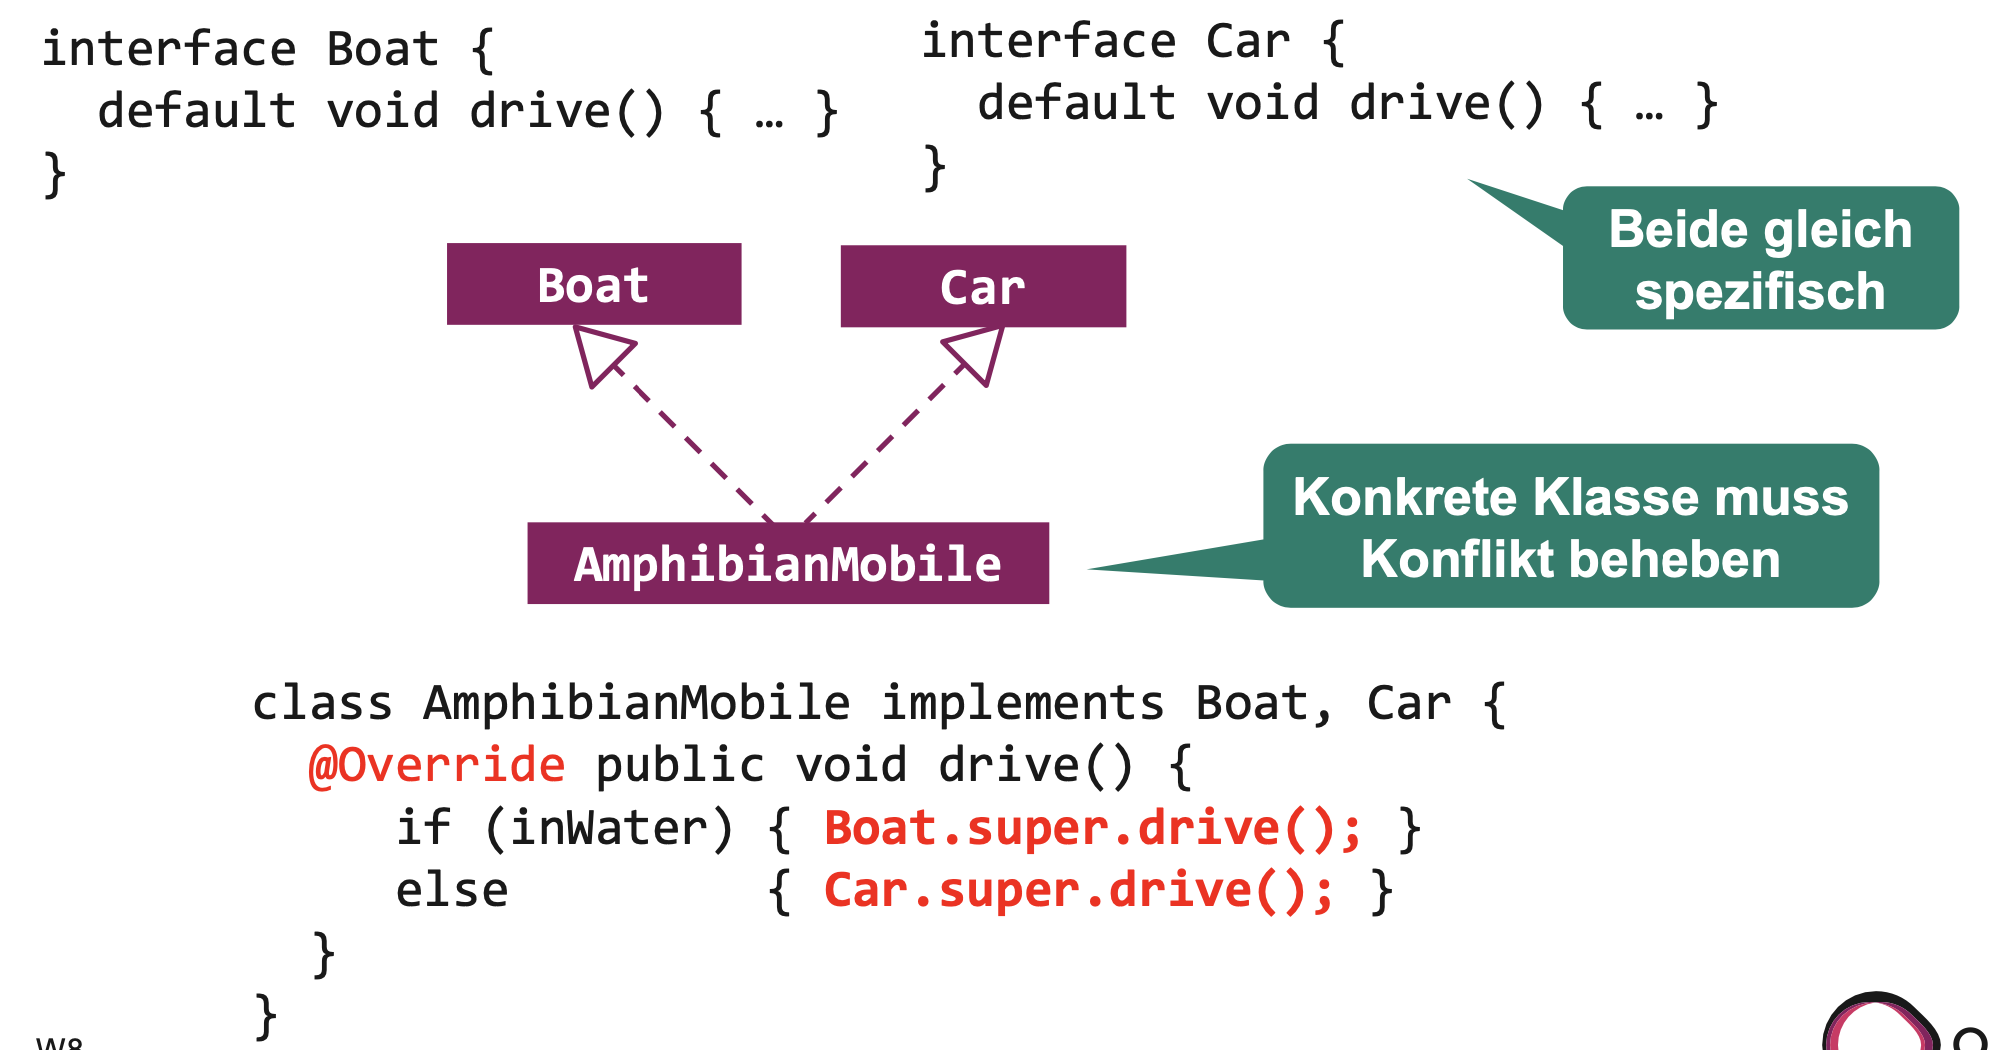 interface Boat {
  default void drive() { … }
}
interface Car {
  default void drive() { … }
}
Beide gleich
spezifisch
Boat
Car
AmphibianMobile
Konkrete Klasse muss
Konflikt beheben
class AmphibianMobile implements Boat, Car {
  @Override public void drive() {
     if (inWater) { Boat.super.drive(); }
     else         { Car.super.drive(); }
  }
}
W8